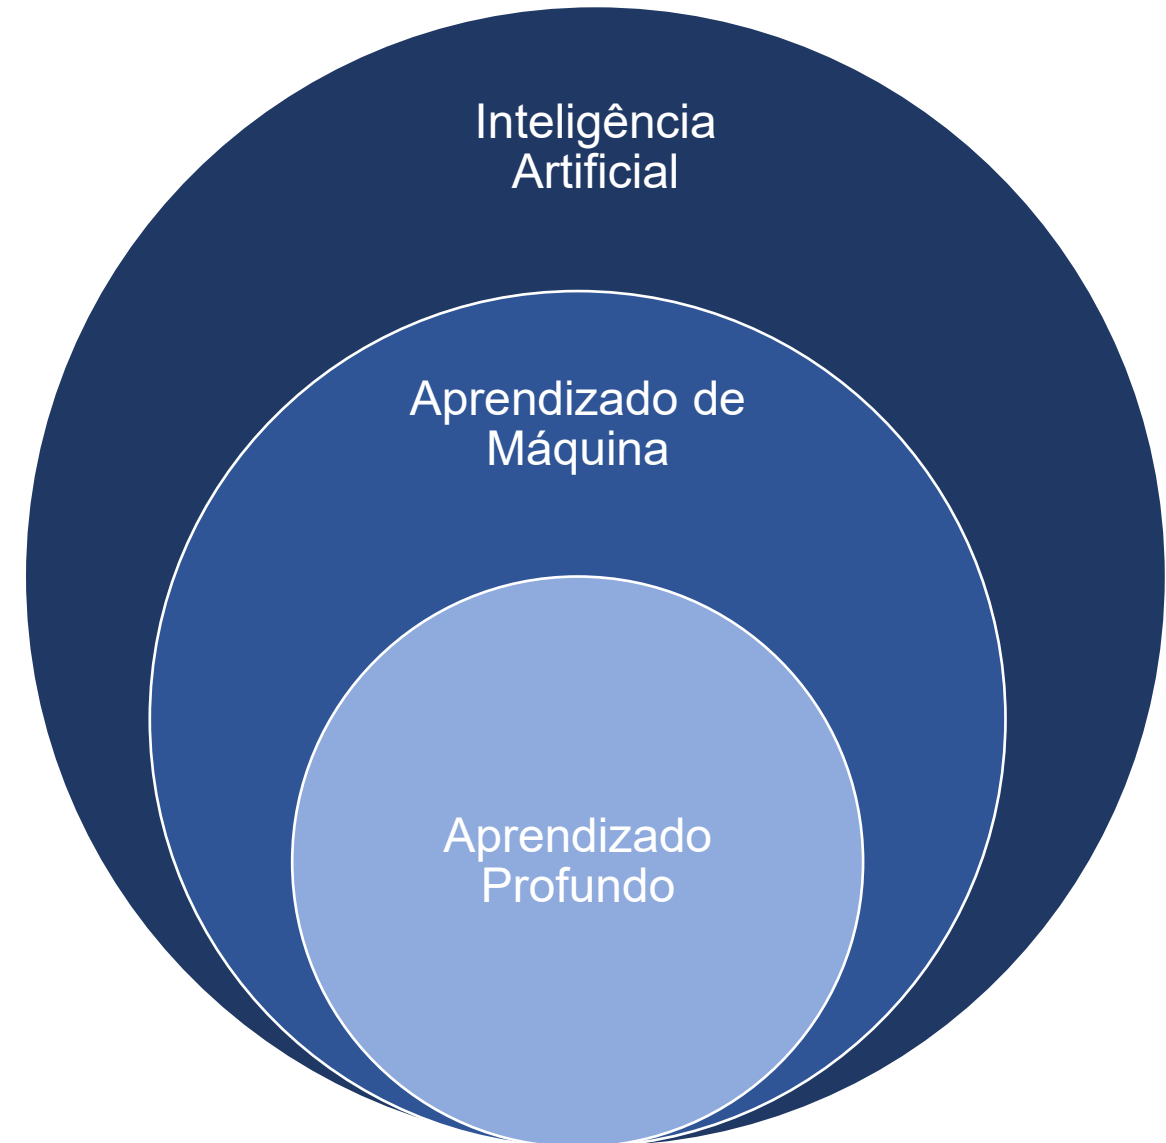 Inteligência
Artificial
Aprendizado de
Máquina
Aprendizado
Profundo